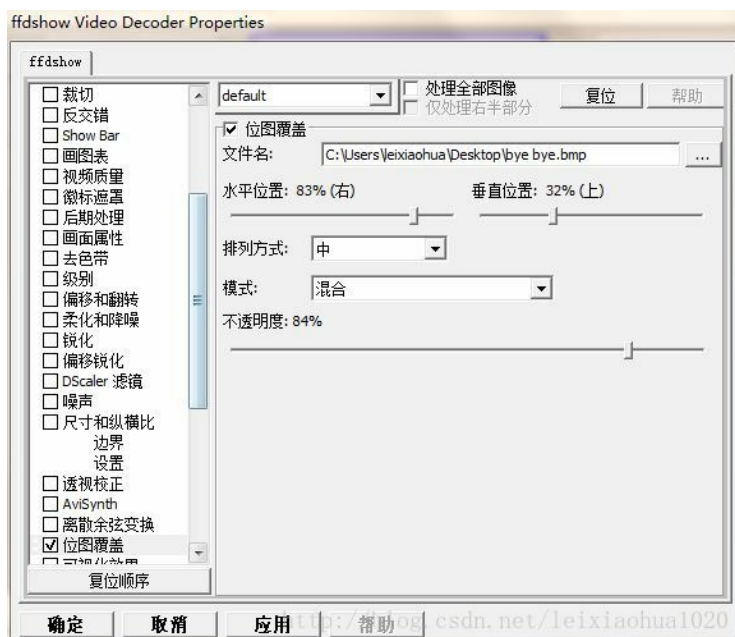 ffdshow Video Decoder Properties
ffdshow
裁切
反交错
Show Bar
画图表
视频质量
徽标遮罩
后期处理
画面属性
去色带
级别
偏移和翻转
柔化和降噪
锐化
偏移锐化
DScaler 滤镜
噪声
尺寸和纵横比
边界
设置
透视校正
AviSynth
离散余弦变换
位图覆盖
可视化效果
复位顺序
default
处理全部图像
仅处理右半部分
复位
帮助
位图覆盖
文件名:
C:\Users\leixiaohua\Desktop\bye bye.bmp
...
水平位置: 83% (右)
垂直位置: 32% (上)
排列方式:
中
模式:
混合
不透明度: 84%
确定
取消
应用
帮助
http://blog.csdn.net/leixiaohua1020